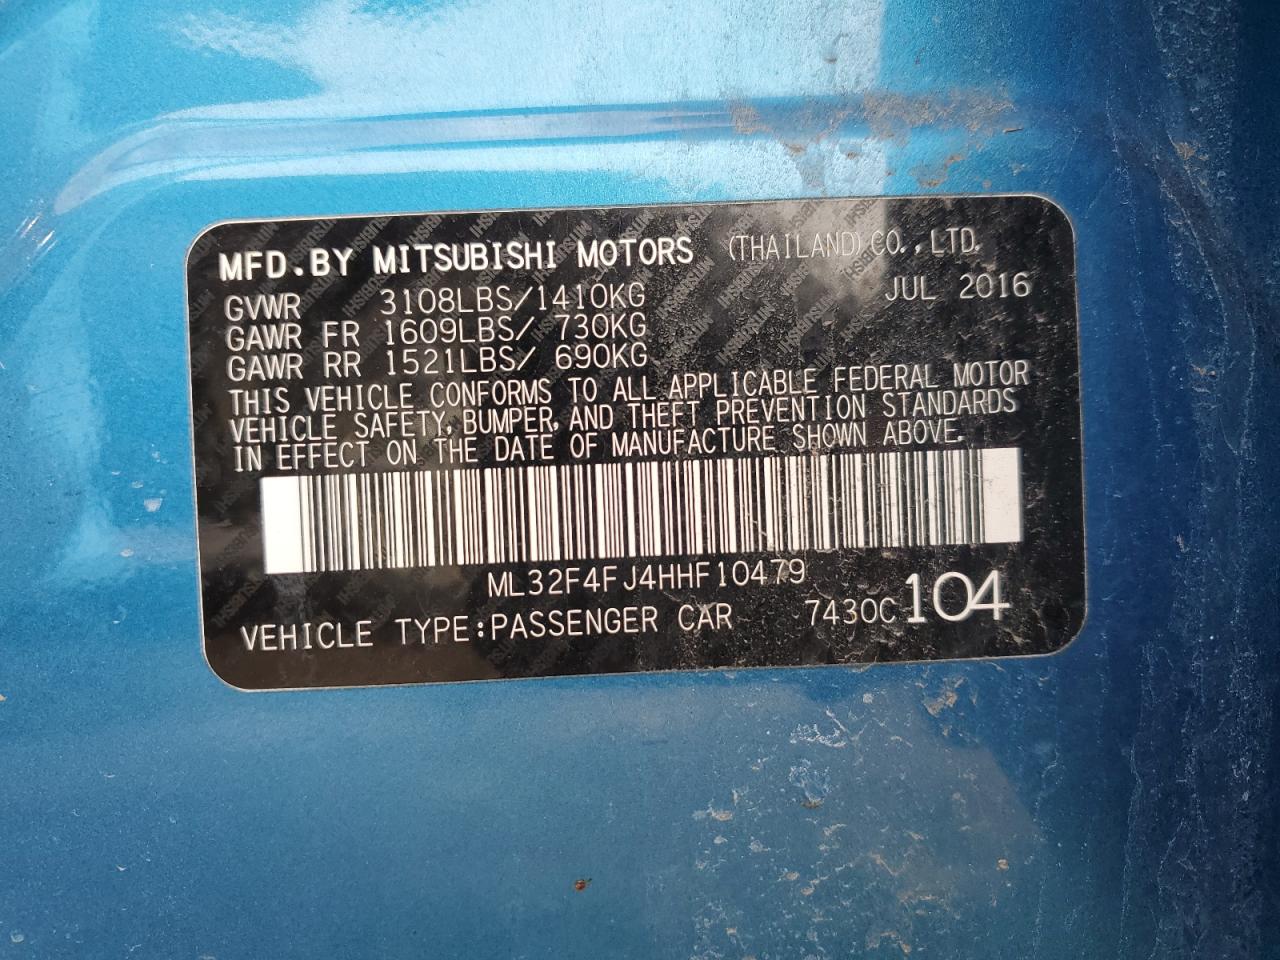 MFD.BY MITSUBISHI MOTORS (THAILAND) CO., LTD.
GVWR 3108LBS/1410KG JUL 2016
GAWR FR 1609LBS/ 730KG
GAWR RR 1521LBS/ 690KG
THIS VEHICLE CONFORMS TO ALL APPLICABLE FEDERAL MOTOR
VEHICLE SAFETY, BUMPER, AND THEFT PREVENTION STANDARDS
IN EFFECT ON THE DATE OF MANUFACTURE SHOWN ABOVE.
ML32F4FJ4HHF10479
VEHICLE TYPE:PASSENGER CAR 7430C 104